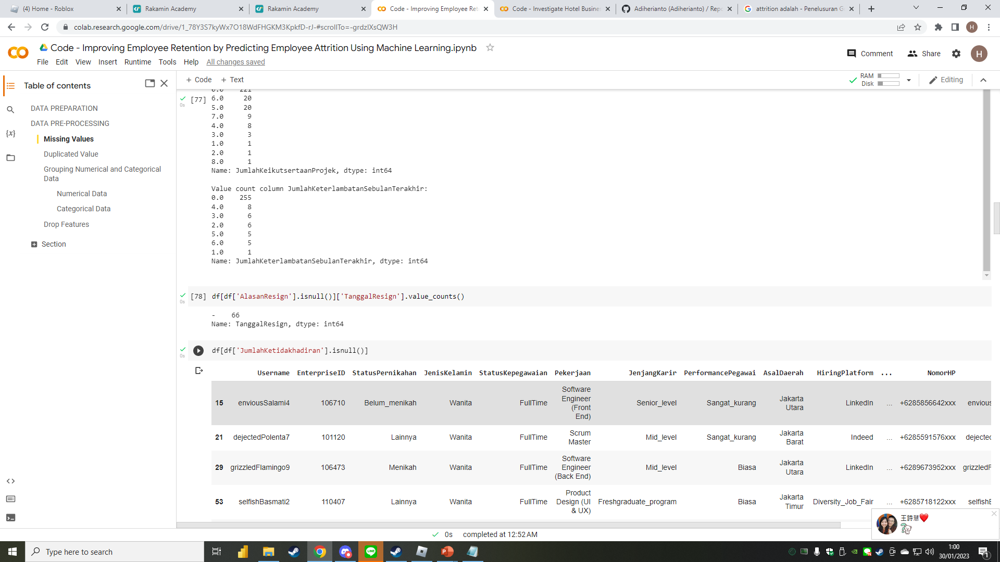 (4) Home - Roblox
Rakamin Academy
Rakamin Academy
Code - Improving Employee Ret
Code - Investigate Hotel Busines
Adiherianto (Adiherianto) / Repo
attrition adalah - Penelusuran G
colab.research.google.com/drive/1_78Y3S7kyWx7O18WdFHGKM3KpkfD-rJ-#scrollTo=-grdzIXsQW3H
H
Code - Improving Employee Retention by Predicting Employee Attrition Using Machine Learning.ipynb
File Edit View Insert Runtime Tools Help All changes saved
Comment Share H
Table of contents
+ Code + Text
RAM
Disk
Editing
DATA PREPARATION
DATA PRE-PROCESSING
Missing Values
Duplicated Value
Grouping Numerical and Categorical
Data
Numerical Data
Categorical Data
Drop Features
Section
{x}
[77]
0s
0.0 221
6.0 20
5.0 20
7.0 9
4.0 8
3.0 3
1.0 1
2.0 1
8.0 1
Name: JumlahKeikutsertaanProjek, dtype: int64
Value count column JumlahKeterlambatanSebulanTerakhir:
0.0 255
4.0 8
3.0 6
2.0 6
5.0 5
6.0 5
1.0 1
Name: JumlahKeterlambatanSebulanTerakhir, dtype: int64
[78] df[df['AlasanResign'].isnull()]['TanggalResign'].value_counts()
0s
- 66
Name: TanggalResign, dtype: int64
df[df['JumlahKetidakhadiran'].isnull()]
0s
Username EnterpriseID StatusPernikahan JenisKelamin StatusKepegawaian Pekerjaan JenjangKarir PerformancePegawai AsalDaerah HiringPlatform ... NomorHP
15 enviousSalami4 106710 Belum_menikah Wanita FullTime Software Engineer (Front End) Senior_level Sangat_kurang Jakarta Utara LinkedIn ... +6285856642xxx envious
21 dejectedPolenta7 101120 Lainnya Wanita FullTime Scrum Master Mid_level Sangat_kurang Jakarta Barat Indeed ... +6285591576xxx dejected
29 grizzledFlamingo9 106473 Menikah Wanita FullTime Software Engineer (Back End) Mid_level Biasa Jakarta Utara LinkedIn ... +6289673952xxx grizzledF
53 selfishBasmati2 110407 Lainnya Wanita FullTime Product Design (UI & UX) Freshgraduate_program Biasa Jakarta Timur Diversity_Job_Fair ... +6285718122xxx selfishB
王詩慧❤️
0s completed at 12:52 AM
Type here to search
1:00
30/01/2023
1